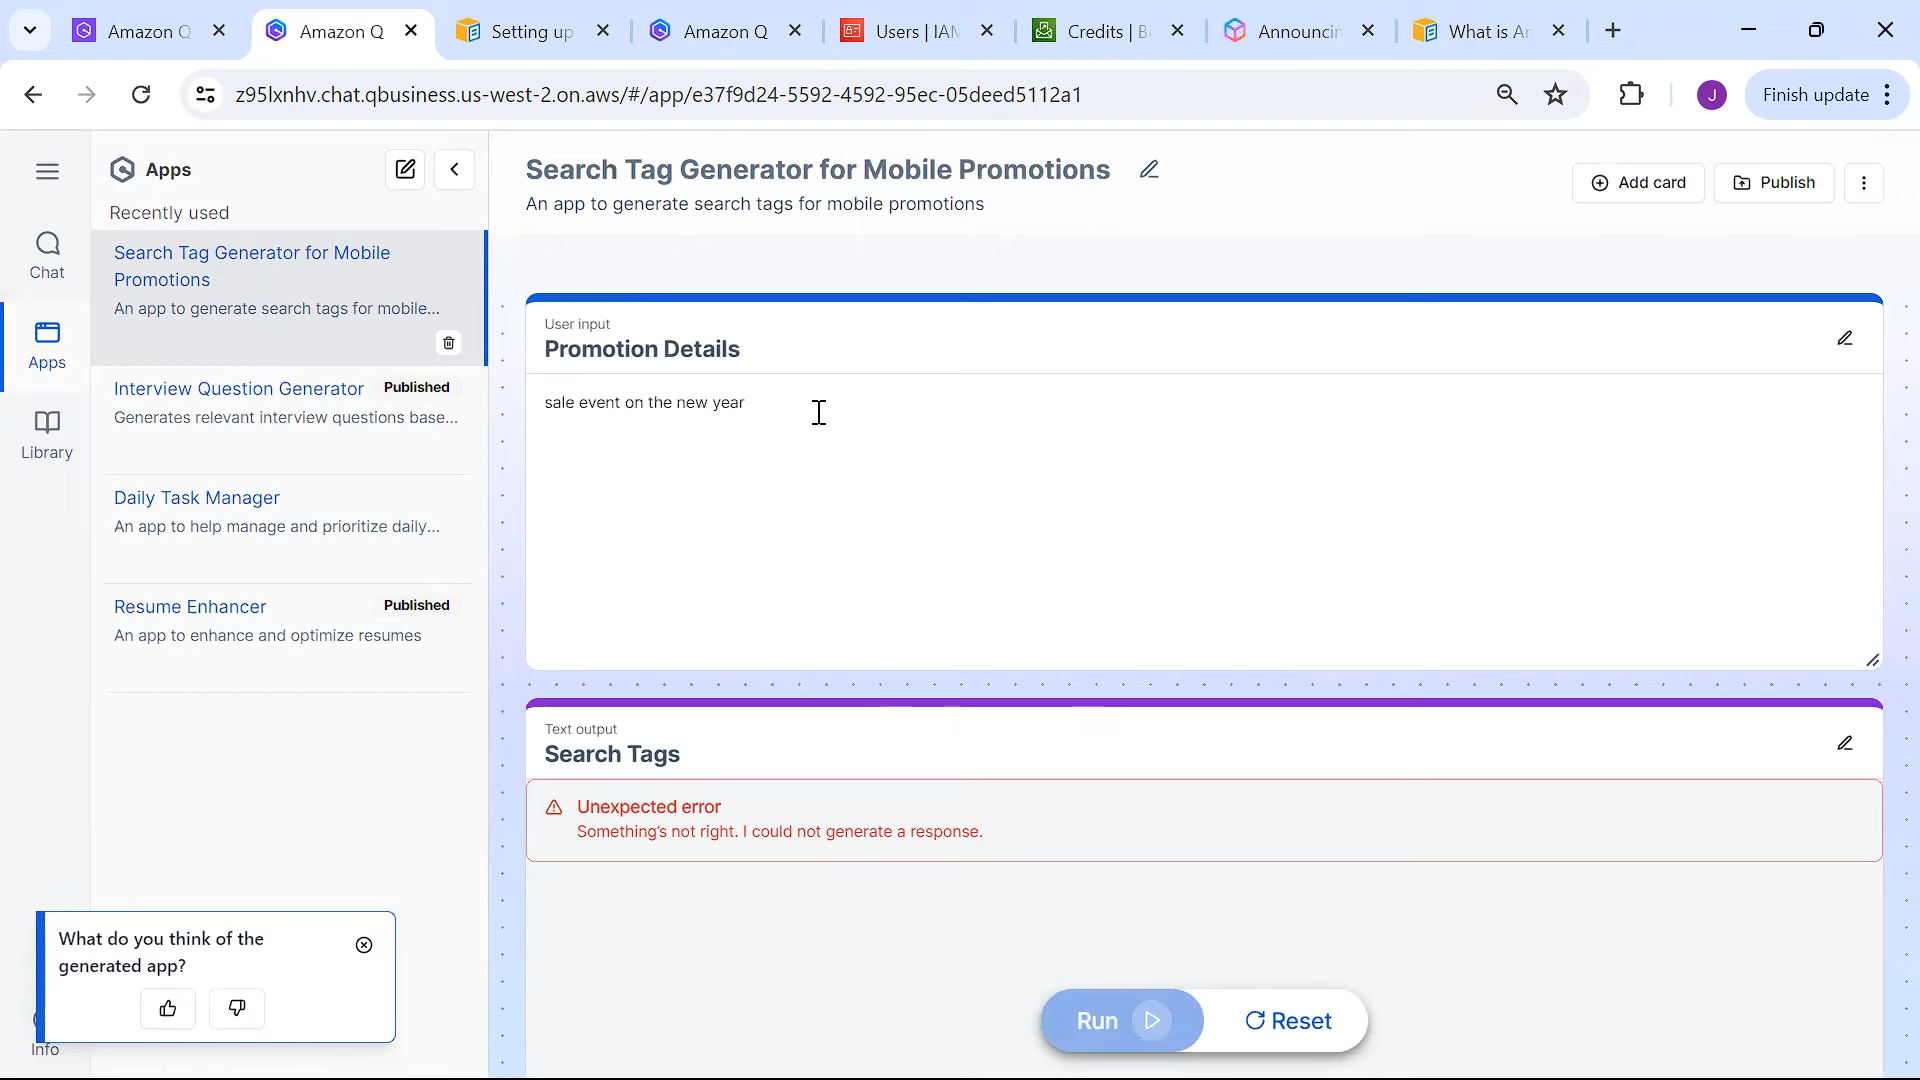 Amazon Q
Amazon Q
Setting up
Amazon Q
Users | IAM
Credits | Bi
Announcin
What is Am
z95lxnhv.chat.qbusiness.us-west-2.on.aws/#/app/e37f9d24-5592-4592-95ec-05deed5112a1
J
Finish update
Apps
Recently used
Search Tag Generator for Mobile
Promotions
An app to generate search tags for mobile...
Interview Question Generator
Published
Generates relevant interview questions base...
Daily Task Manager
An app to help manage and prioritize daily...
Resume Enhancer
Published
An app to enhance and optimize resumes
Chat
Apps
Library
Info
What do you think of the
generated app?
Search Tag Generator for Mobile Promotions
An app to generate search tags for mobile promotions
Add card
Publish
User input
Promotion Details
sale event on the new year
Text output
Search Tags
Unexpected error
Something's not right. I could not generate a response.
Run
Reset